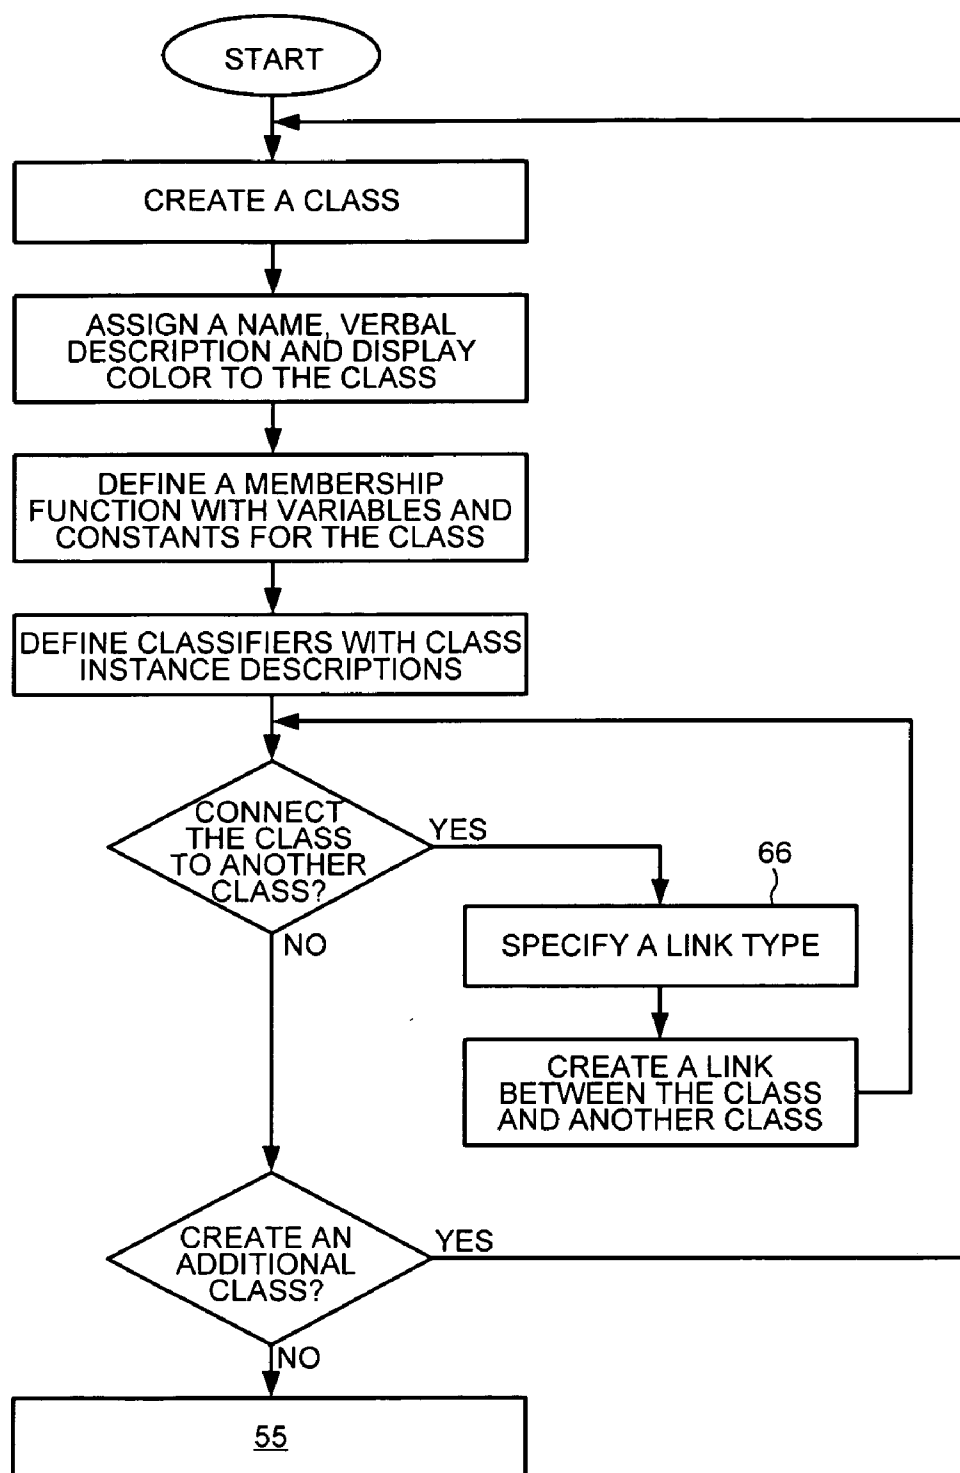 START
CREATE A CLASS
ASSIGN A NAME, VERBAL
DESCRIPTION AND DISPLAY
COLOR TO THE CLASS
DEFINE A MEMBERSHIP
FUNCTION WITH VARIABLES AND
CONSTANTS FOR THE CLASS
DEFINE CLASSIFIERS WITH CLASS
INSTANCE DESCRIPTIONS
CONNECT
THE CLASS
TO ANOTHER
CLASS?
YES
NO
66
SPECIFY A LINK TYPE
CREATE A LINK
BETWEEN THE CLASS
AND ANOTHER CLASS
CREATE AN
ADDITIONAL
CLASS?
YES
NO
55